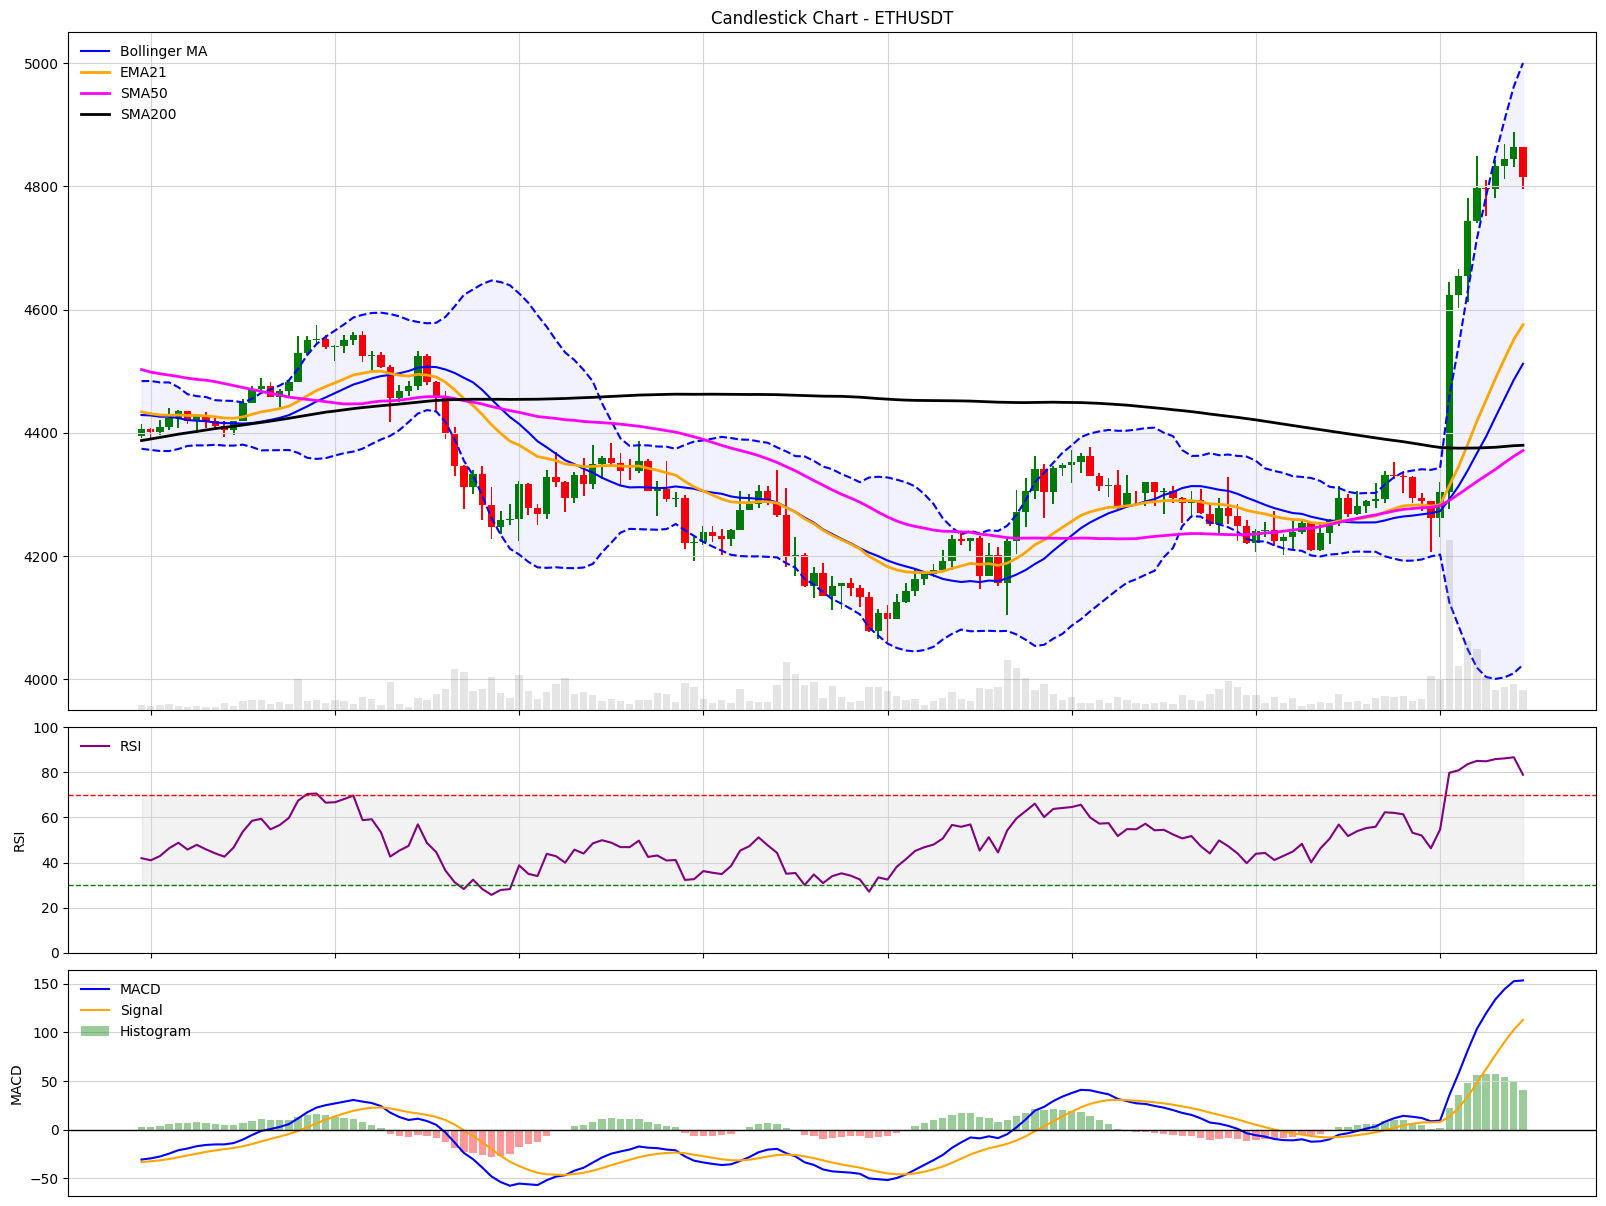 Candlestick Chart - ETHUSDT
Bollinger MA
EMA21
SMA50
SMA200
5000
4800
4600
4400
4200
4000
RSI
100
80
60
40
20
0
RSI
MACD
Signal
Histogram
150
100
50
0
−50
MACD